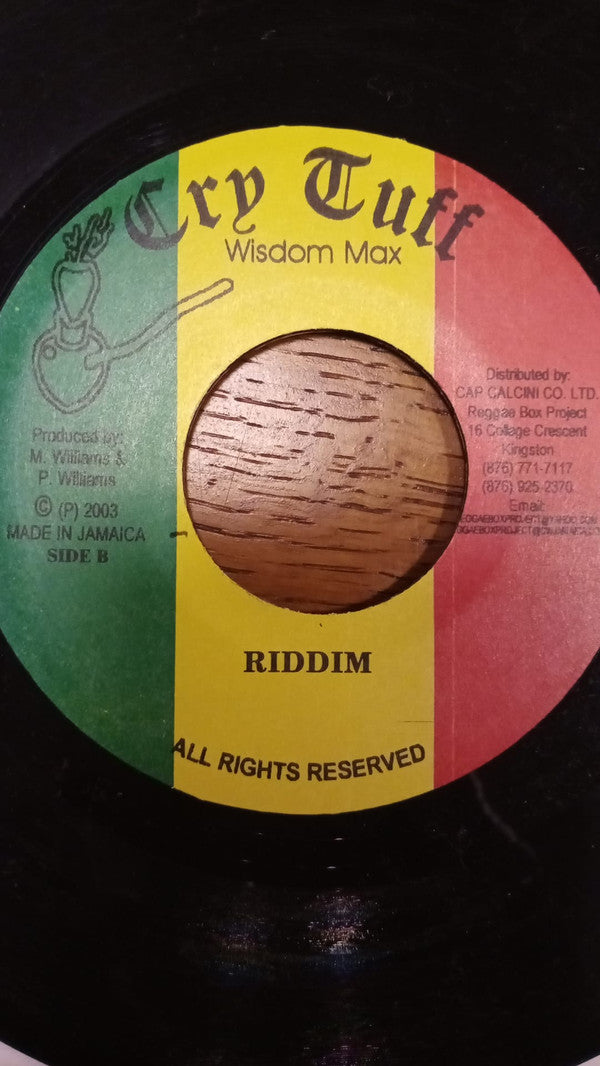 Cry Tuff
Wisdom Max
Produced by:
M. Williams &
P. Williams
© (P) 2003
MADE IN JAMAICA
SIDE B
Distributed by:
CAP CALCINI CO. LTD.
Reggae Box Project
16 Collage Crescent
Kingston
(876) 771-7117
(876) 925-2370
Email:
RIDDIM
ALL RIGHTS RESERVED